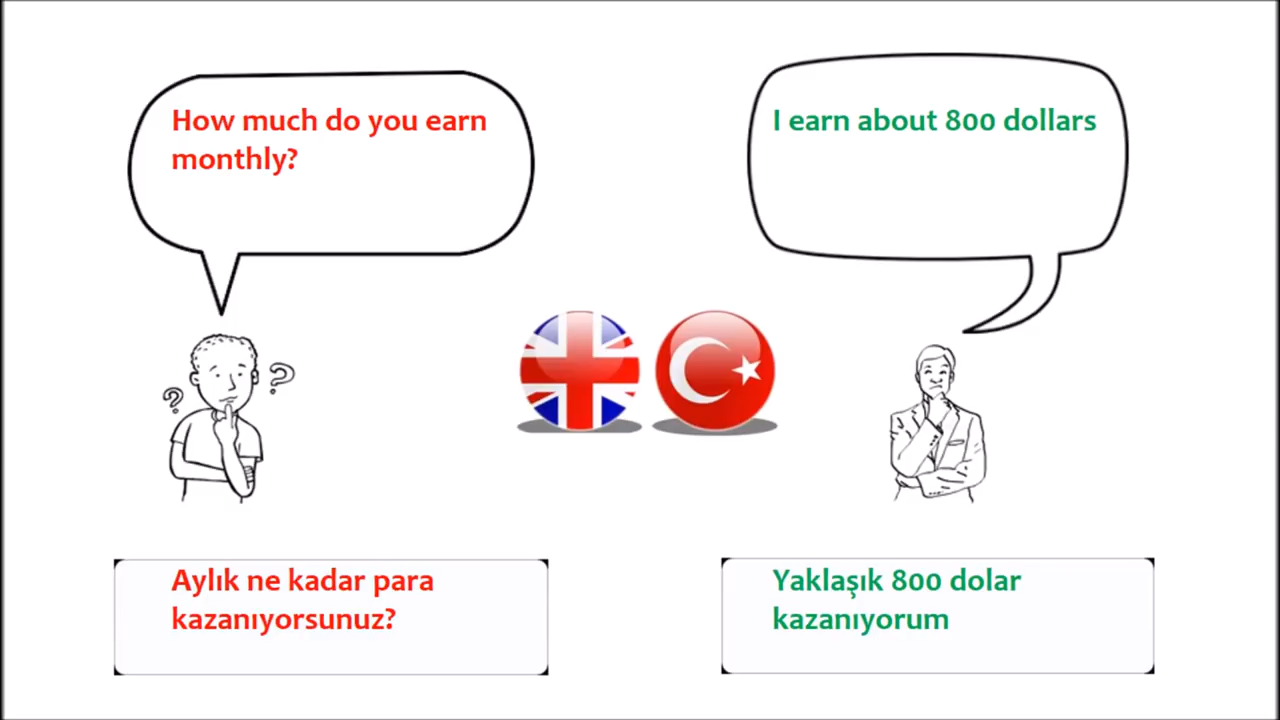 How much do you earn
monthly?
I earn about 800 dollars
Aylık ne kadar para
kazanıyorsunuz?
Yaklaşık 800 dolar
kazanıyorum